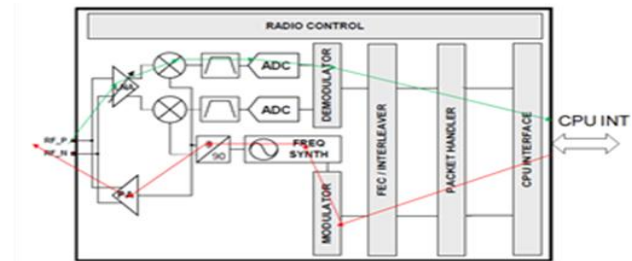 RADIO CONTROL
LNA
ADC
ADC
DEMODULATOR
FEC / INTERLEAVER
PACKET HANDLER
CPU INTERFACE
CPU INT
RF_P
RF_N
0
90
FREQ
SYNTH
PA
MODULATOR